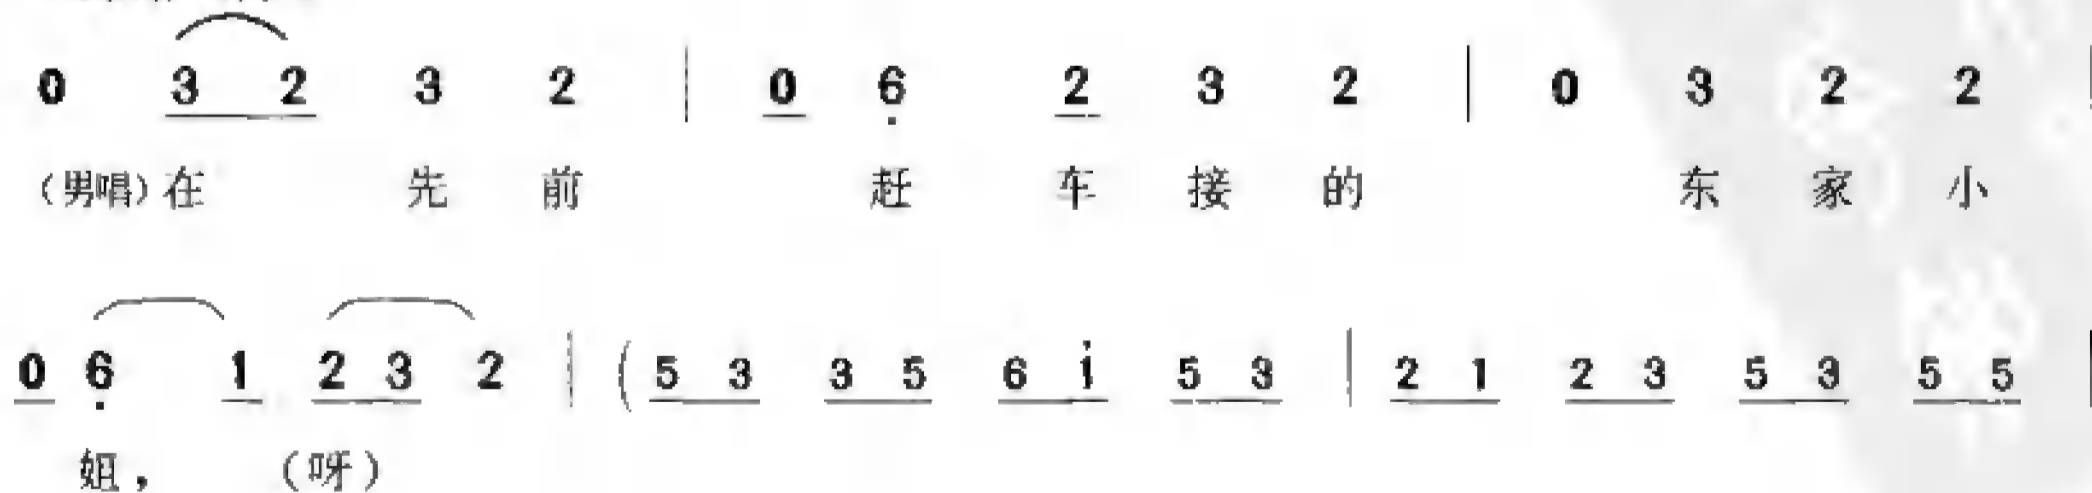 0 3 2 3 2 | 0 6 2 3 2 | 0 3 2 2 |
（男唱）在 先 前 赶 车 接 的 东 家 小
0 6 1 2 3 2 | ( 5 3 3 5 6 i 5 3 | 2 1 2 3 5 3 5 5 |
姐， （呀）